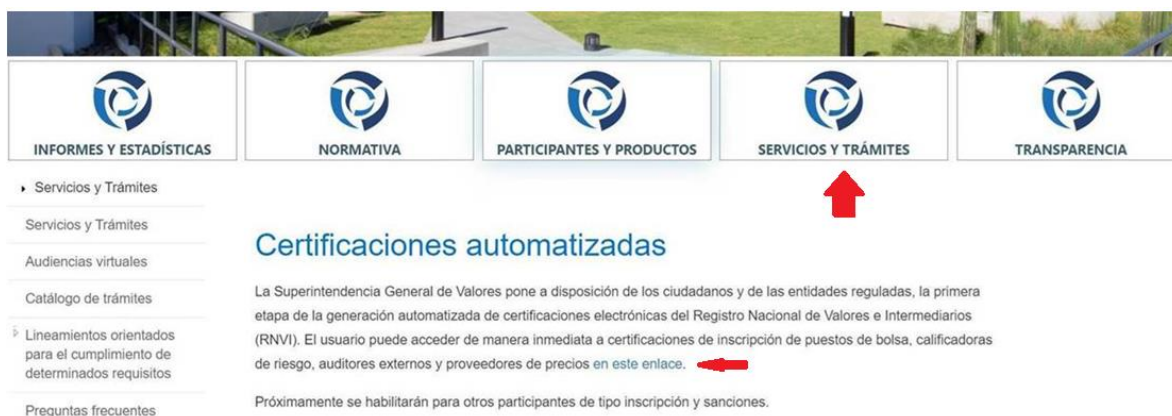 INFORMES Y ESTADÍSTICAS
NORMATIVA
PARTICIPANTES Y PRODUCTOS
SERVICIOS Y TRÁMITES
TRANSPARENCIA
Servicios y Trámites
Servicios y Trámites
Audiencias virtuales
Catálogo de trámites
Lineamientos orientados
para el cumplimiento de
determinados requisitos
Preguntas frecuentes
Certificaciones automatizadas
La Superintendencia General de Valores pone a disposición de los ciudadanos y de las entidades reguladas, la primera
etapa de la generación automatizada de certificaciones electrónicas del Registro Nacional de Valores e Intermediarios
(RNVI). El usuario puede acceder de manera inmediata a certificaciones de inscripción de puestos de bolsa, calificadoras
de riesgo, auditores externos y proveedores de precios en este enlace.
Próximamente se habilitarán para otros participantes de tipo inscripción y sanciones.